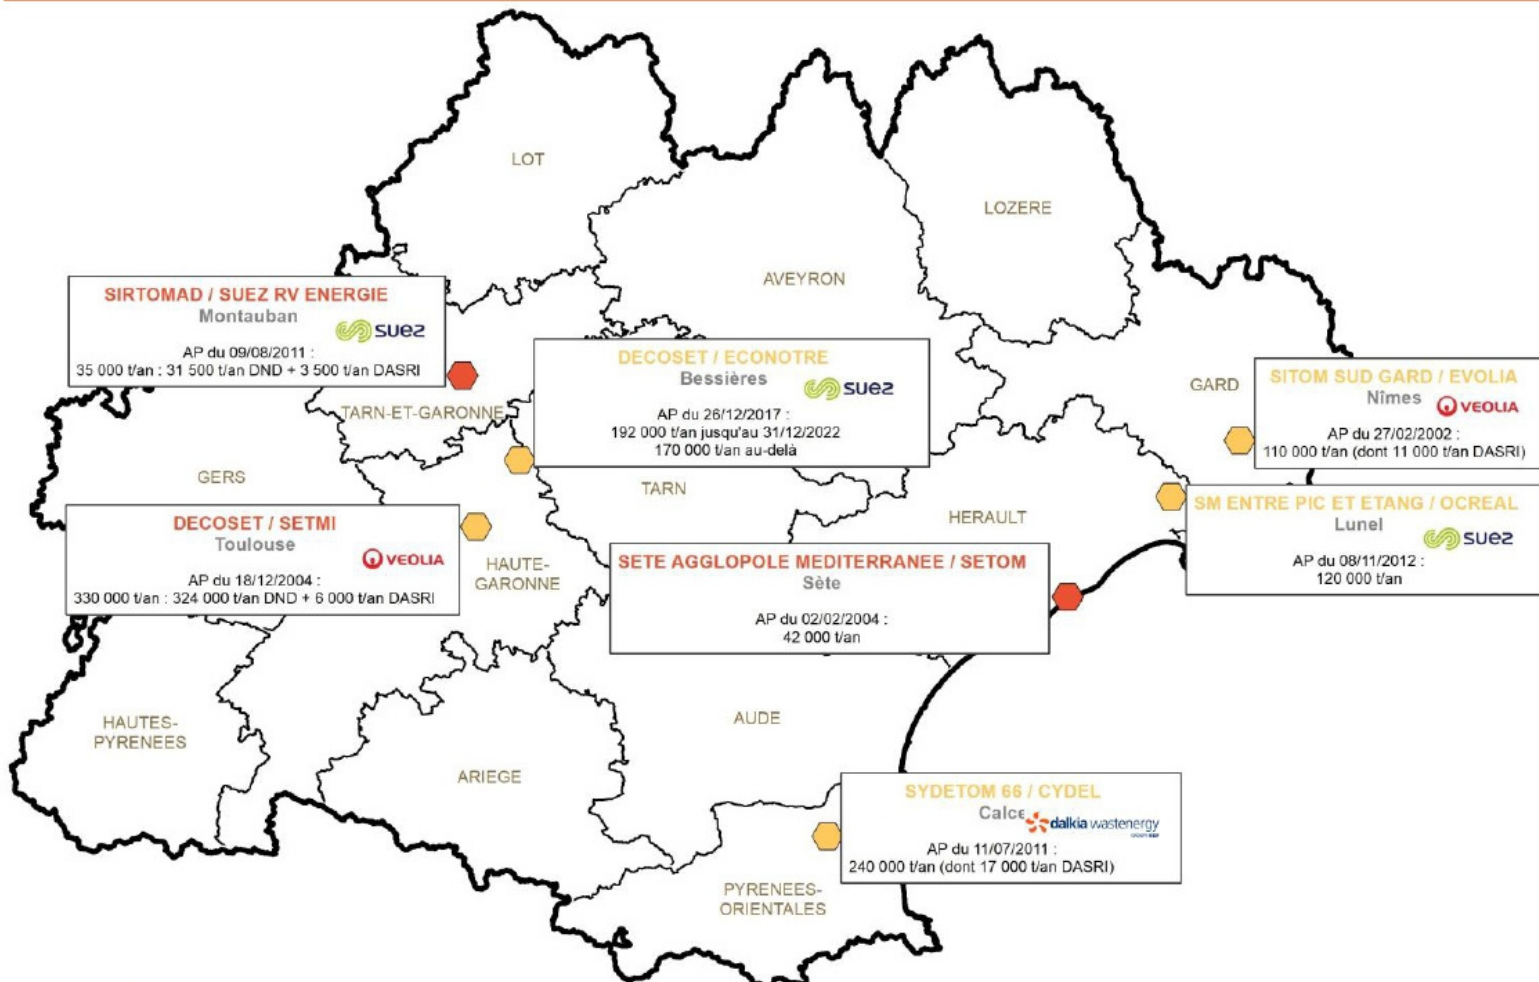 LOT
LOZERE
AVEYRON
SIRTOMAD / SUEZ RV ENERGIE
Montauban
suez
AP du 09/08/2011 :
35 000 t/an : 31 500 t/an DND + 3 500 t/an DASRI
TARN-ET-GARONNE
DECOSET / ECONOTRE
Bessières
suez
AP du 26/12/2017 :
192 000 t/an jusqu'au 31/12/2022
170 000 t/an au-delà
GARD
SITOM SUD GARD / EVOLIA
Nîmes
VEOLIA
AP du 27/02/2002 :
110 000 t/an (dont 11 000 t/an DASRI)
GERS
TARN
HERAULT
SM ENTRE PIC ET ETANG / OCREAL
Lunel
suez
AP du 08/11/2012 :
120 000 t/an
DECOSET / SETMI
Toulouse
VEOLIA
AP du 18/12/2004 :
330 000 t/an : 324 000 t/an DND + 6 000 t/an DASRI
HAUTE-
GARONNE
SETE AGGLOPOLE MEDITERRANEE / SETOM
Sète
AP du 02/02/2004 :
42 000 t/an
HAUTES-
PYRENEES
ARIEGE
AUDE
SYDETOM 66 / CYDEL
Calce
dalkia wastenergy
AP du 11/07/2011 :
240 000 t/an (dont 17 000 t/an DASRI)
PYRENEES-
ORIENTALES